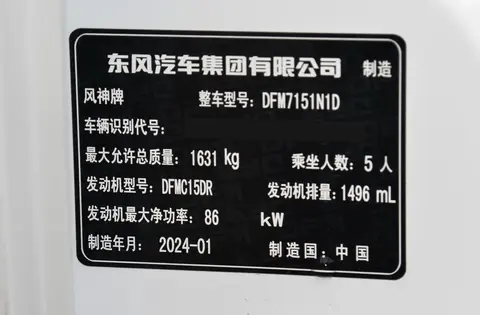 东风汽车集团有限公司 制造
风神牌 整车型号: DFM7151N1D
车辆识别代号:
最大允许总质量: 1631 kg 乘坐人数: 5 人
发动机型号: DFMC15DR 发动机排量: 1496 mL
发动机最大净功率: 86 kW
制造年月: 2024-01 制造国: 中国